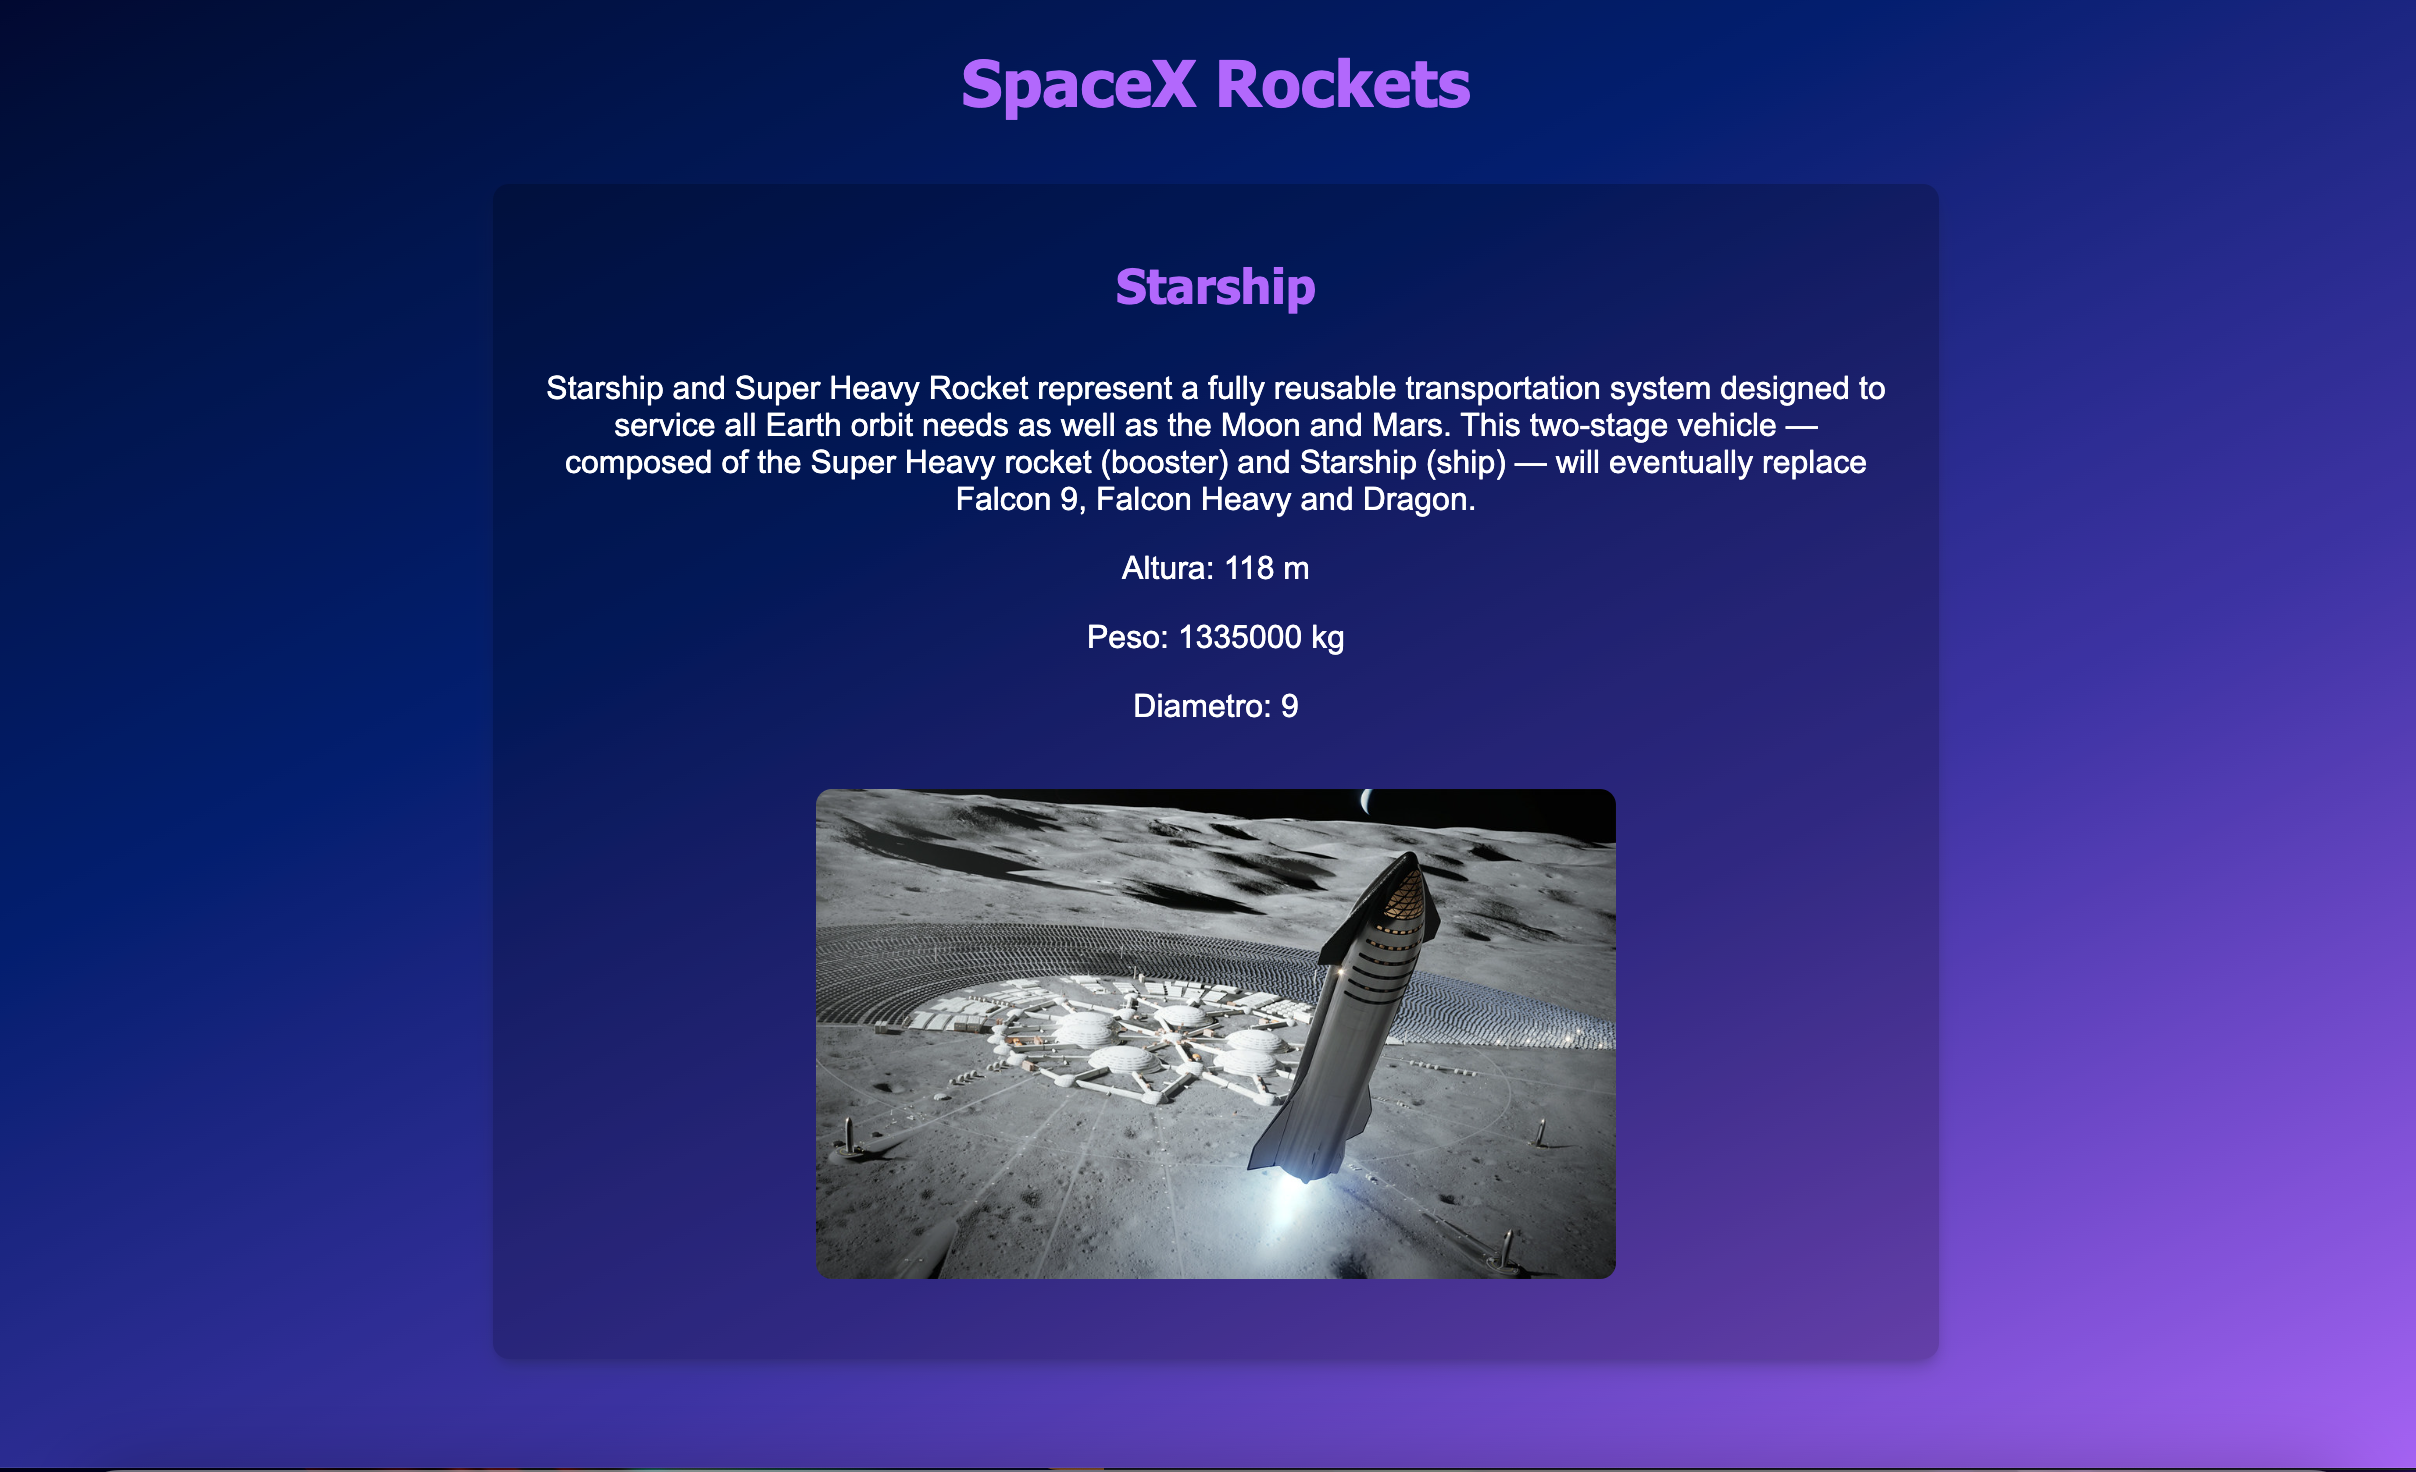 SpaceX Rockets
Starship
Starship and Super Heavy Rocket represent a fully reusable transportation system designed to
service all Earth orbit needs as well as the Moon and Mars. This two-stage vehicle —
composed of the Super Heavy rocket (booster) and Starship (ship) — will eventually replace
Falcon 9, Falcon Heavy and Dragon.
Altura: 118 m
Peso: 1335000 kg
Diametro: 9